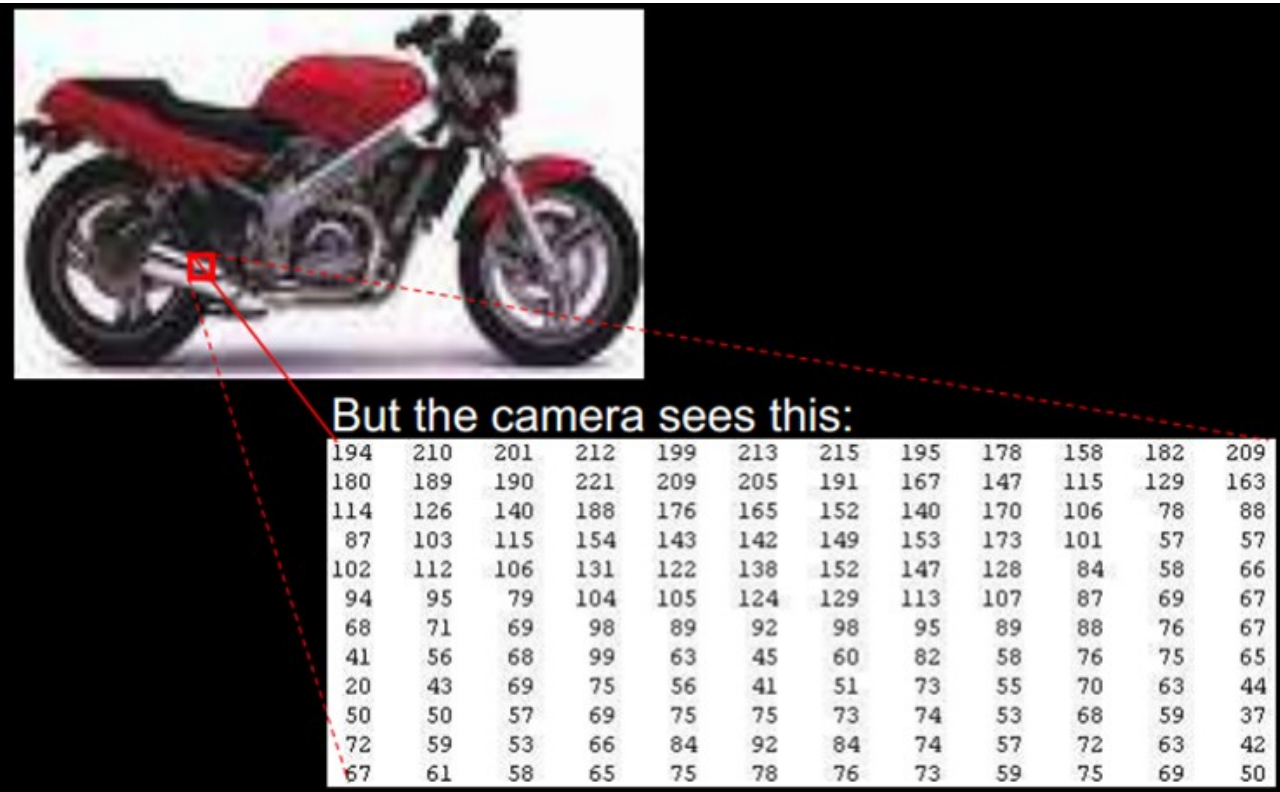 But the camera sees this:
194 210 201 212 199 213 215 195 178 158 182 209
180 189 190 221 209 205 191 167 147 115 129 163
114 126 140 188 176 165 152 140 170 106 78 88
87 103 115 154 143 142 149 153 173 101 57 57
102 112 106 131 122 138 152 147 128 84 58 66
94 95 79 104 105 124 129 113 107 87 69 67
68 71 69 98 89 92 98 95 89 88 76 67
41 56 68 99 63 45 60 82 58 76 75 65
20 43 69 75 56 41 51 73 55 70 63 44
50 50 57 69 75 75 73 74 53 68 59 37
72 59 53 66 84 92 84 74 57 72 63 42
67 61 58 65 75 78 76 73 59 75 69 50